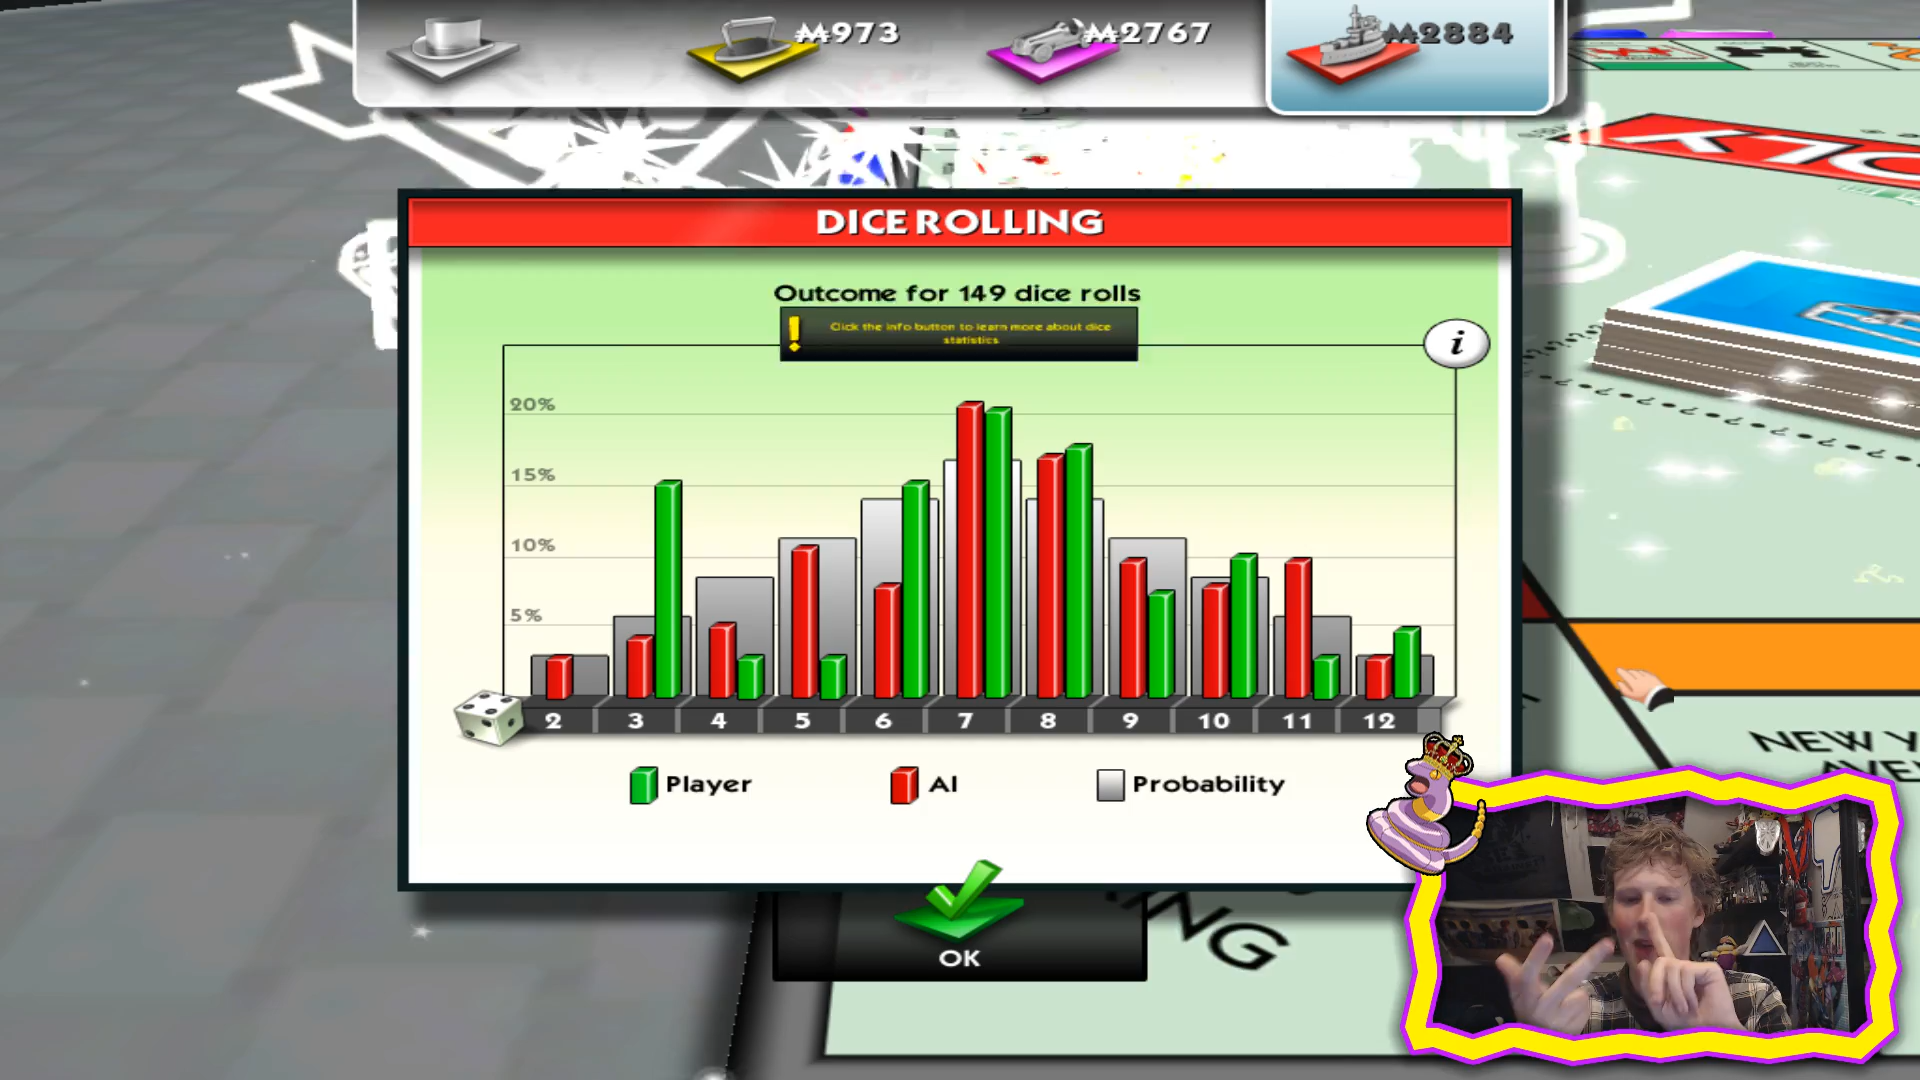 ₩973
₩2767
₩2884
DICE ROLLING
Outcome for 149 dice rolls
Click the info button to learn more about dice
statistics
i
20%
15%
10%
5%
2 3 4 5 6 7 8 9 10 11 12
Player
AI
Probability
OK
NEW Y
AVE
ING